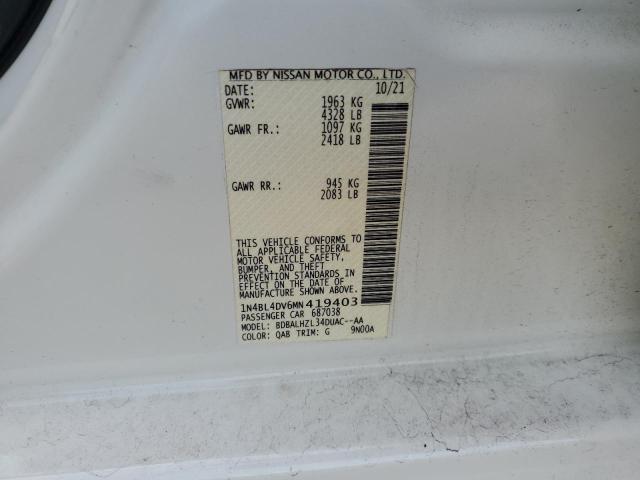 MFD BY NISSAN MOTOR CO., LTD.
DATE: 10/21
GVWR: 1963 KG
4328 LB
GAWR FR.: 1097 KG
2418 LB
GAWR RR.: 945 KG
2083 LB
THIS VEHICLE CONFORMS TO
ALL APPLICABLE FEDERAL
MOTOR VEHICLE SAFETY,
BUMPER, AND THEFT
PREVENTION STANDARDS IN
EFFECT ON THE DATE OF
MANUFACTURE SHOWN ABOVE.
1N4BL4DV6MN419403
PASSENGER CAR 687038
MODEL: BDBALHZL34DUAC--AA
COLOR: QAB TRIM: G 9N00A